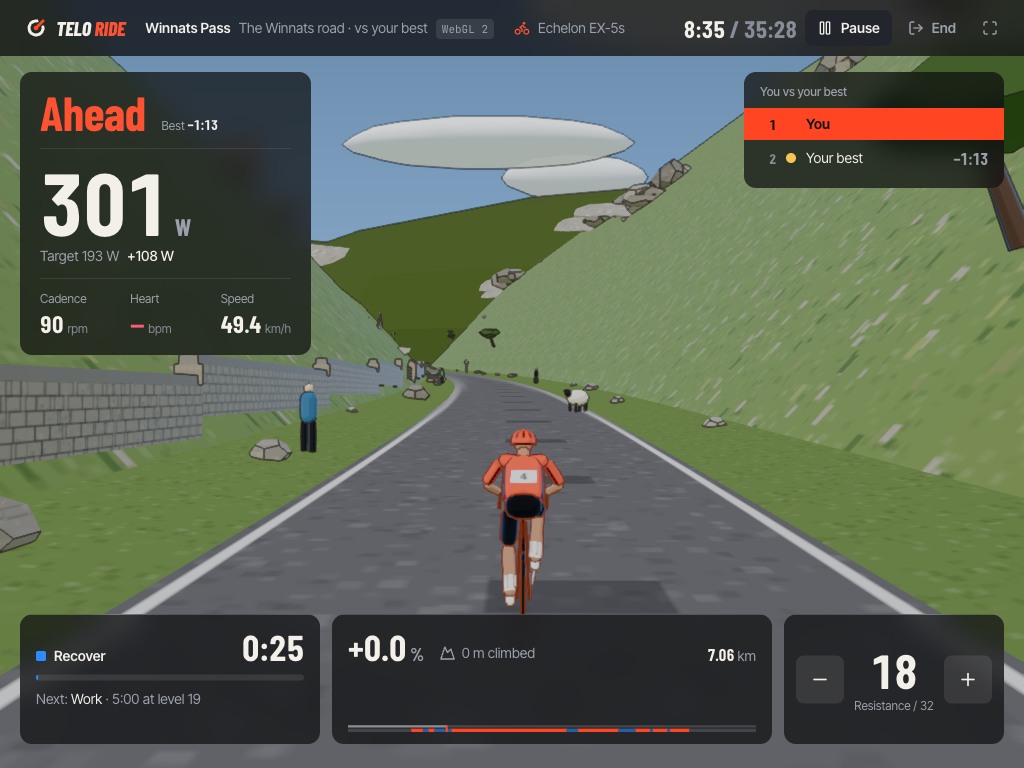 TELO RIDE
Winnats Pass The Winnats road · vs your best WebGL 2 Echelon EX-5s 8:35 / 35:28 Pause End
Ahead Best −1:13
301 W
Target 193 W +108 W
Cadence Heart Speed
90 rpm – bpm 49.4 km/h
You vs your best
1 You
2 Your best −1:13
4
Recover 0:25
Next: Work · 5:00 at level 19
+0.0 % 0 m climbed 7.06 km
− 18 +
Resistance / 32